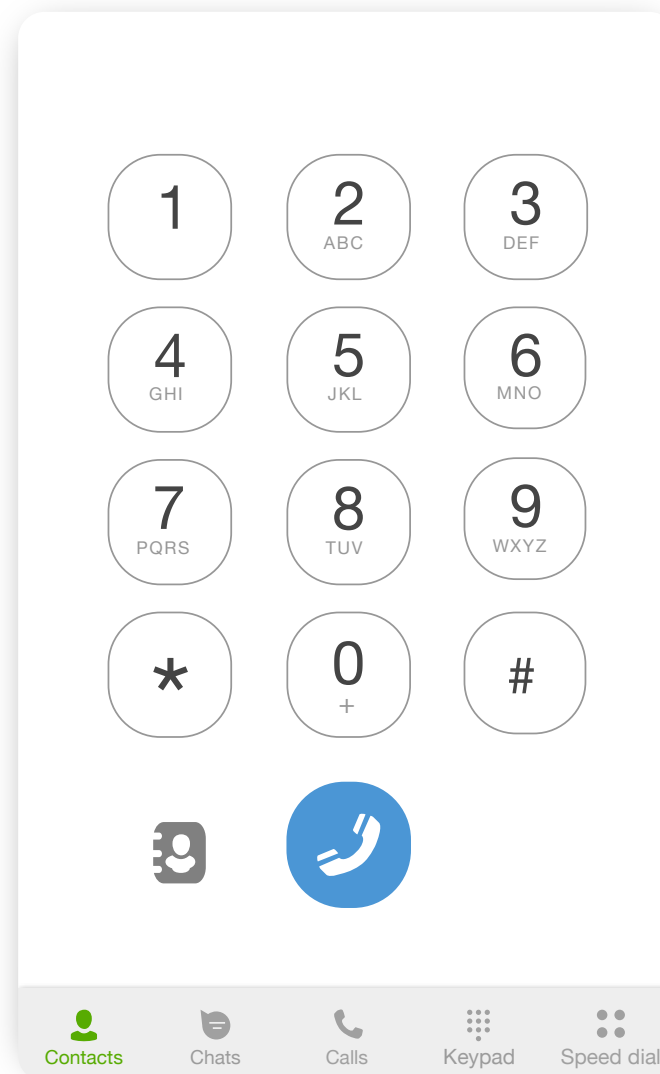 1 2 3
ABC DEF
4 5 6
GHI JKL MNO
7 8 9
PQRS TUV WXYZ
* 0 #
+
Contacts Chats Calls Keypad Speed dial